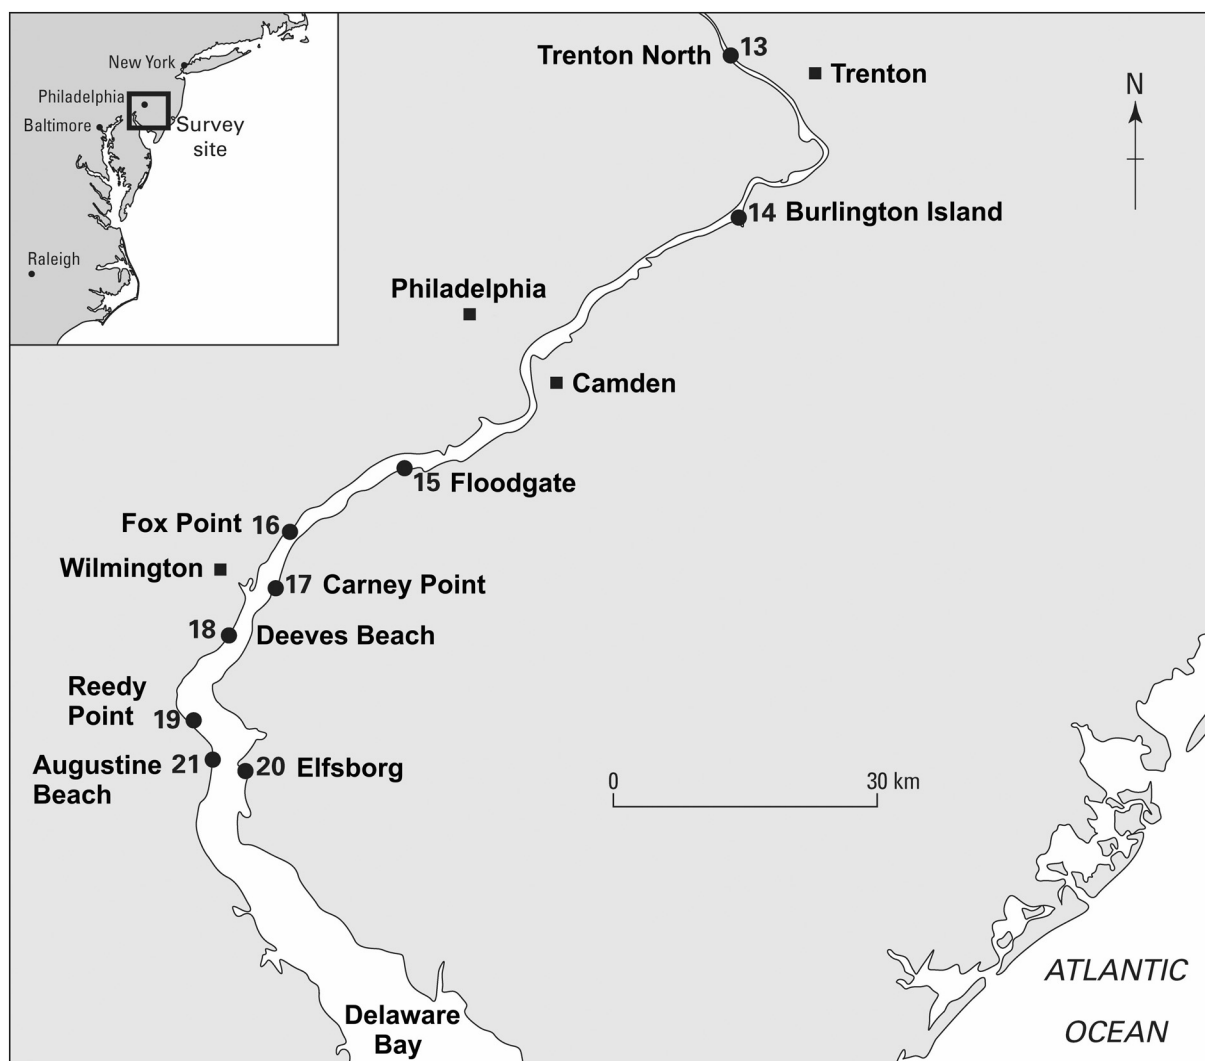 New York
Philadelphia
Baltimore
Survey
site
Raleigh
Trenton North 13
Trenton
N
14 Burlington Island
Philadelphia
Camden
15 Floodgate
Fox Point 16
Wilmington
17 Carney Point
18 Deeves Beach
Reedy
Point 19
Augustine 21
Beach
20 Elfsborg
0 30 km
Delaware
Bay
ATLANTIC
OCEAN